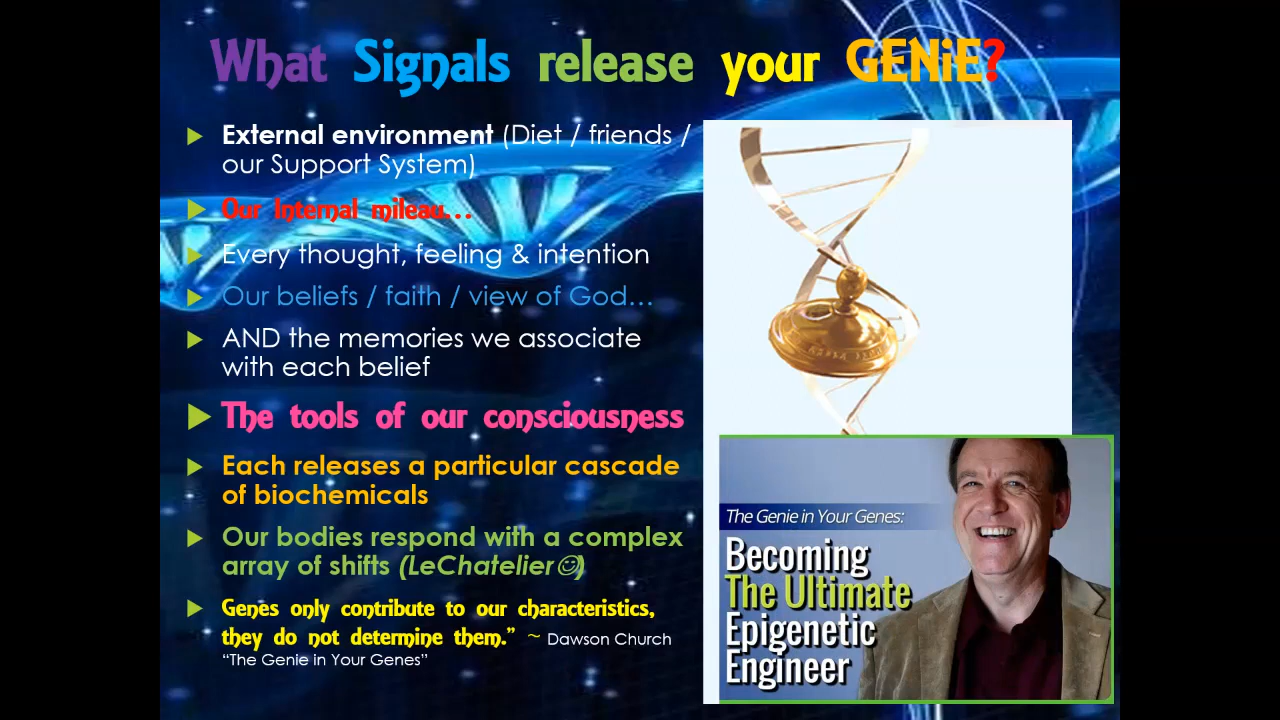 What Signals release your GENiE?
External environment (Diet / friends /
our Support System)
Our Internal mileau...
Every thought, feeling & intention
Our beliefs / faith / view of God...
AND the memories we associate
with each belief
The tools of our consciousness
Each releases a particular cascade
of biochemicals
Our bodies respond with a complex
array of shifts (LeChatelier☺)
Genes only contribute to our characteristics,
they do not determine them.” ~ Dawson Church
“The Genie in Your Genes”
The Genie in Your Genes:
Becoming
The Ultimate
Epigenetic
Engineer